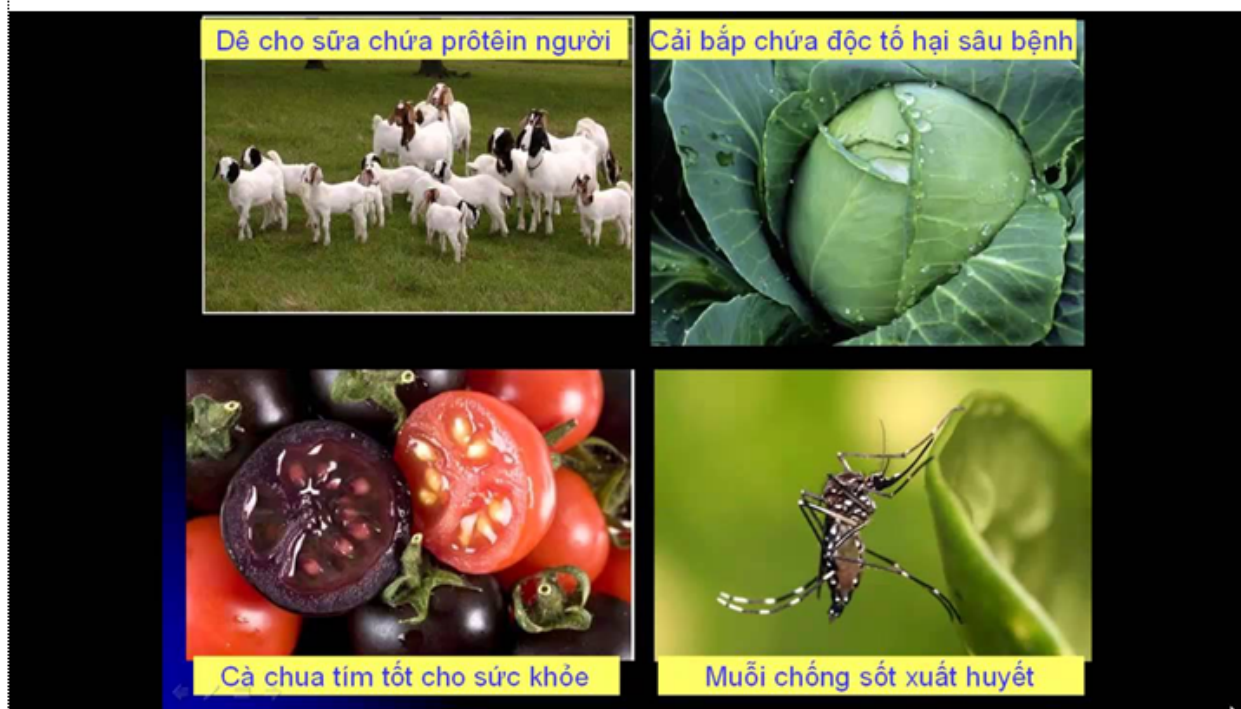 Dê cho sữa chứa prôtêin người
Cải bắp chứa độc tố hại sâu bệnh
Cà chua tím tốt cho sức khỏe
Muỗi chống sốt xuất huyết